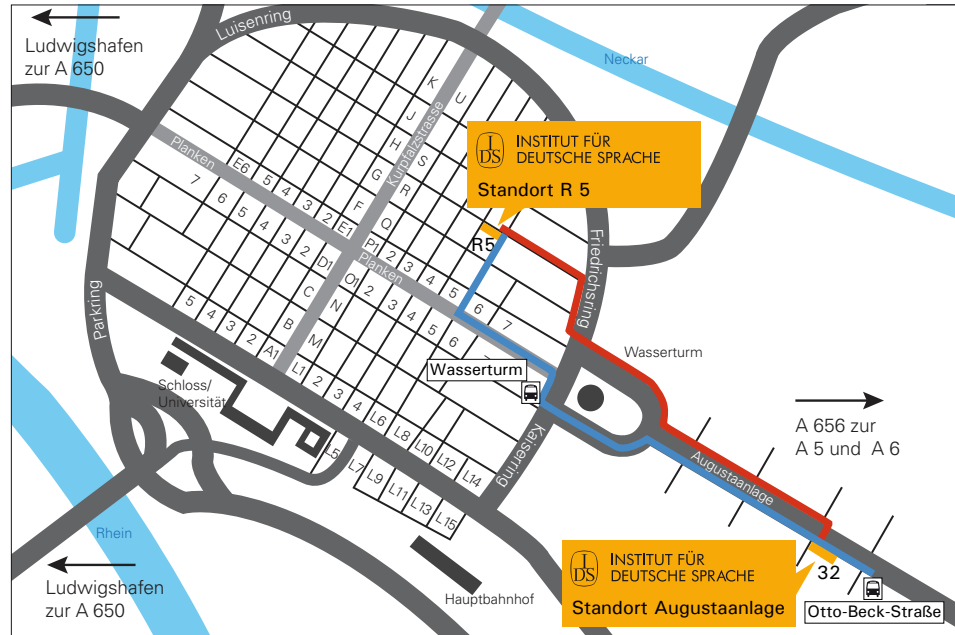 Ludwigshafen
zur A 650
Luisenring
Neckar
K
U
J
H
S
Kurpfalzstrasse
G
R
F
Q
Planken
E6
5
4
3
2
E1
7
6
5
4
3
2
D1
P1
2
3
4
5
6
7
Planken
O1
2
3
4
5
6
C
N
B
M
5
4
3
2
A1
L1
2
3
4
L6
L8
L10
L12
L14
L5
L7
L9
L11
L13
L15
IDS
INSTITUT FÜR
DEUTSCHE SPRACHE
Standort R 5
R5
Friedrichsring
Parkring
Wasserturm
Wasserturm
Schloss/
Universität
Kaiserring
A 656 zur
A 5 und A 6
Augustaanlage
Rhein
Ludwigshafen
zur A 650
Hauptbahnhof
IDS
INSTITUT FÜR
DEUTSCHE SPRACHE
Standort Augustaanlage
32
Otto-Beck-Straße